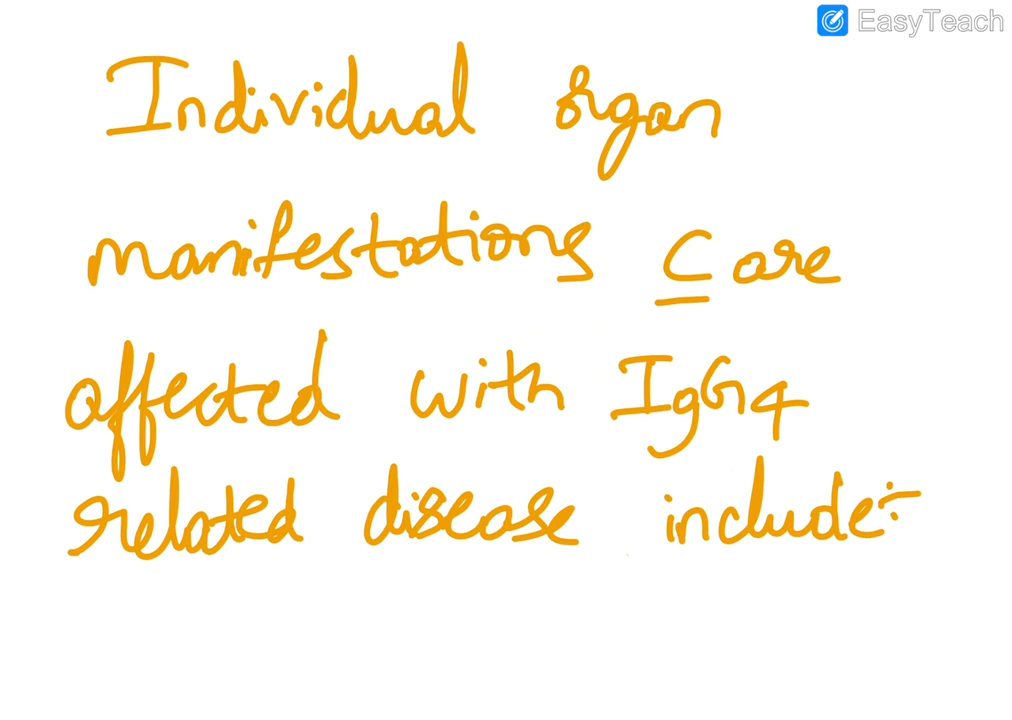 EasyTeach
Individual organ
manifestations C are
affected with IgG4
related disease include:-